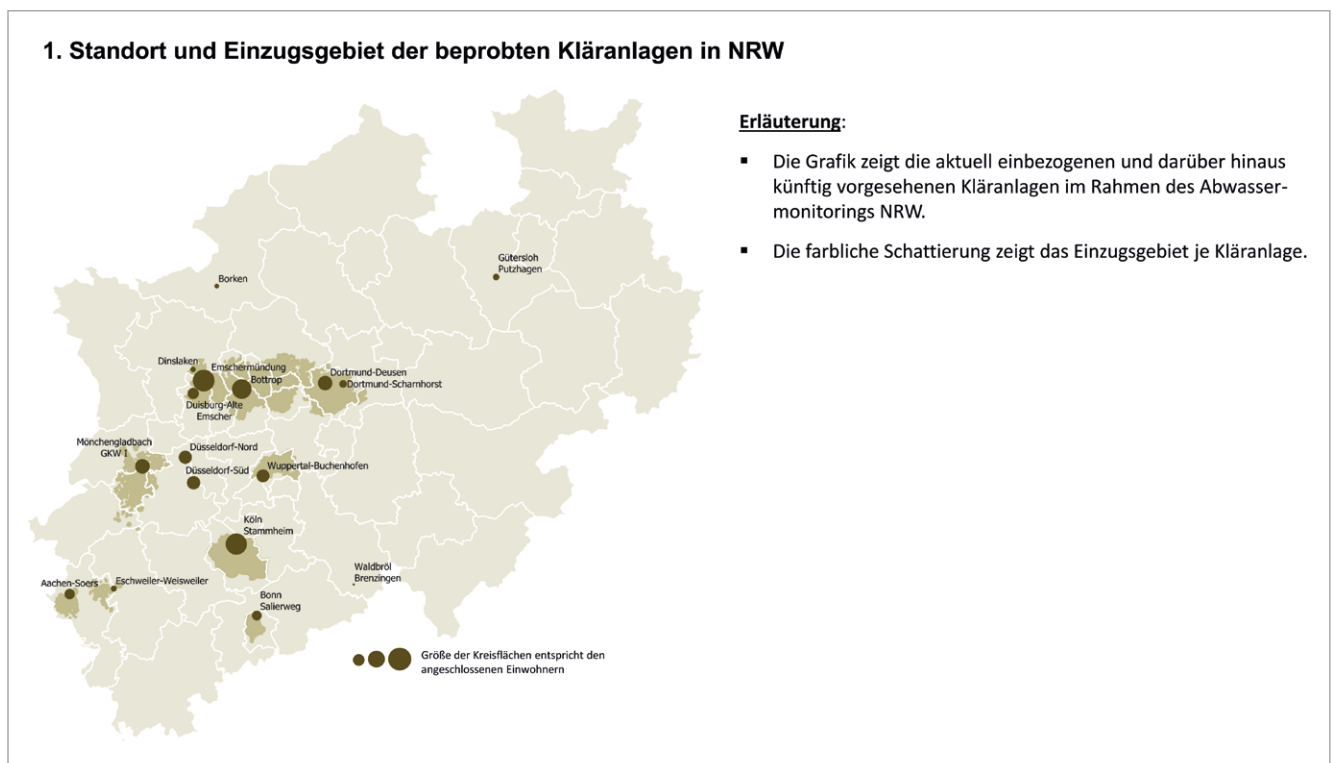 1. Standort und Einzugsgebiet der beprobten Kläranlagen in NRW
Erläuterung:
▪ Die Grafik zeigt die aktuell einbezogenen und darüber hinaus
künftig vorgesehenen Kläranlagen im Rahmen des Abwasser-
monitorings NRW.
▪ Die farbliche Schattierung zeigt das Einzugsgebiet je Kläranlage.
Gütersloh
Putzhagen
Borken
Dinslaken
Emschermündung
Bottrop
Dortmund-Deusen
Dortmund-Scharnhorst
Duisburg-Alte
Emscher
Mönchengladbach
GKW I
Düsseldorf-Nord
Düsseldorf-Süd
Wuppertal-Buchenhofen
Köln
Stammheim
Waldbröl
Brenzingen
Aachen-Soers
Eschweiler-Weisweiler
Bonn
Salierweg
Größe der Kreisflächen entspricht den
angeschlossenen Einwohnern